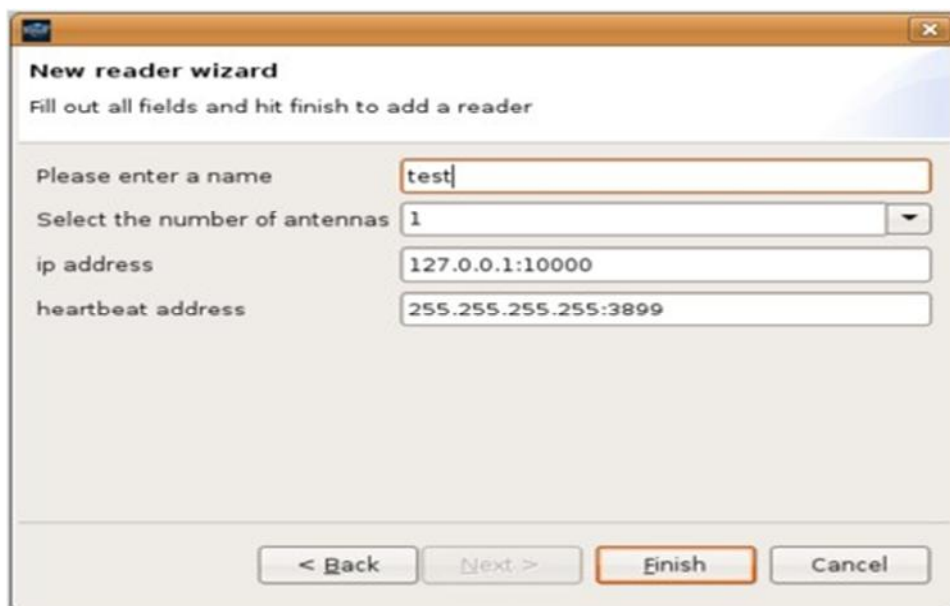 New reader wizard
Fill out all fields and hit finish to add a reader
Please enter a name test
Select the number of antennas 1
ip address 127.0.0.1:10000
heartbeat address 255.255.255.255:3899
< Back Next > Finish Cancel